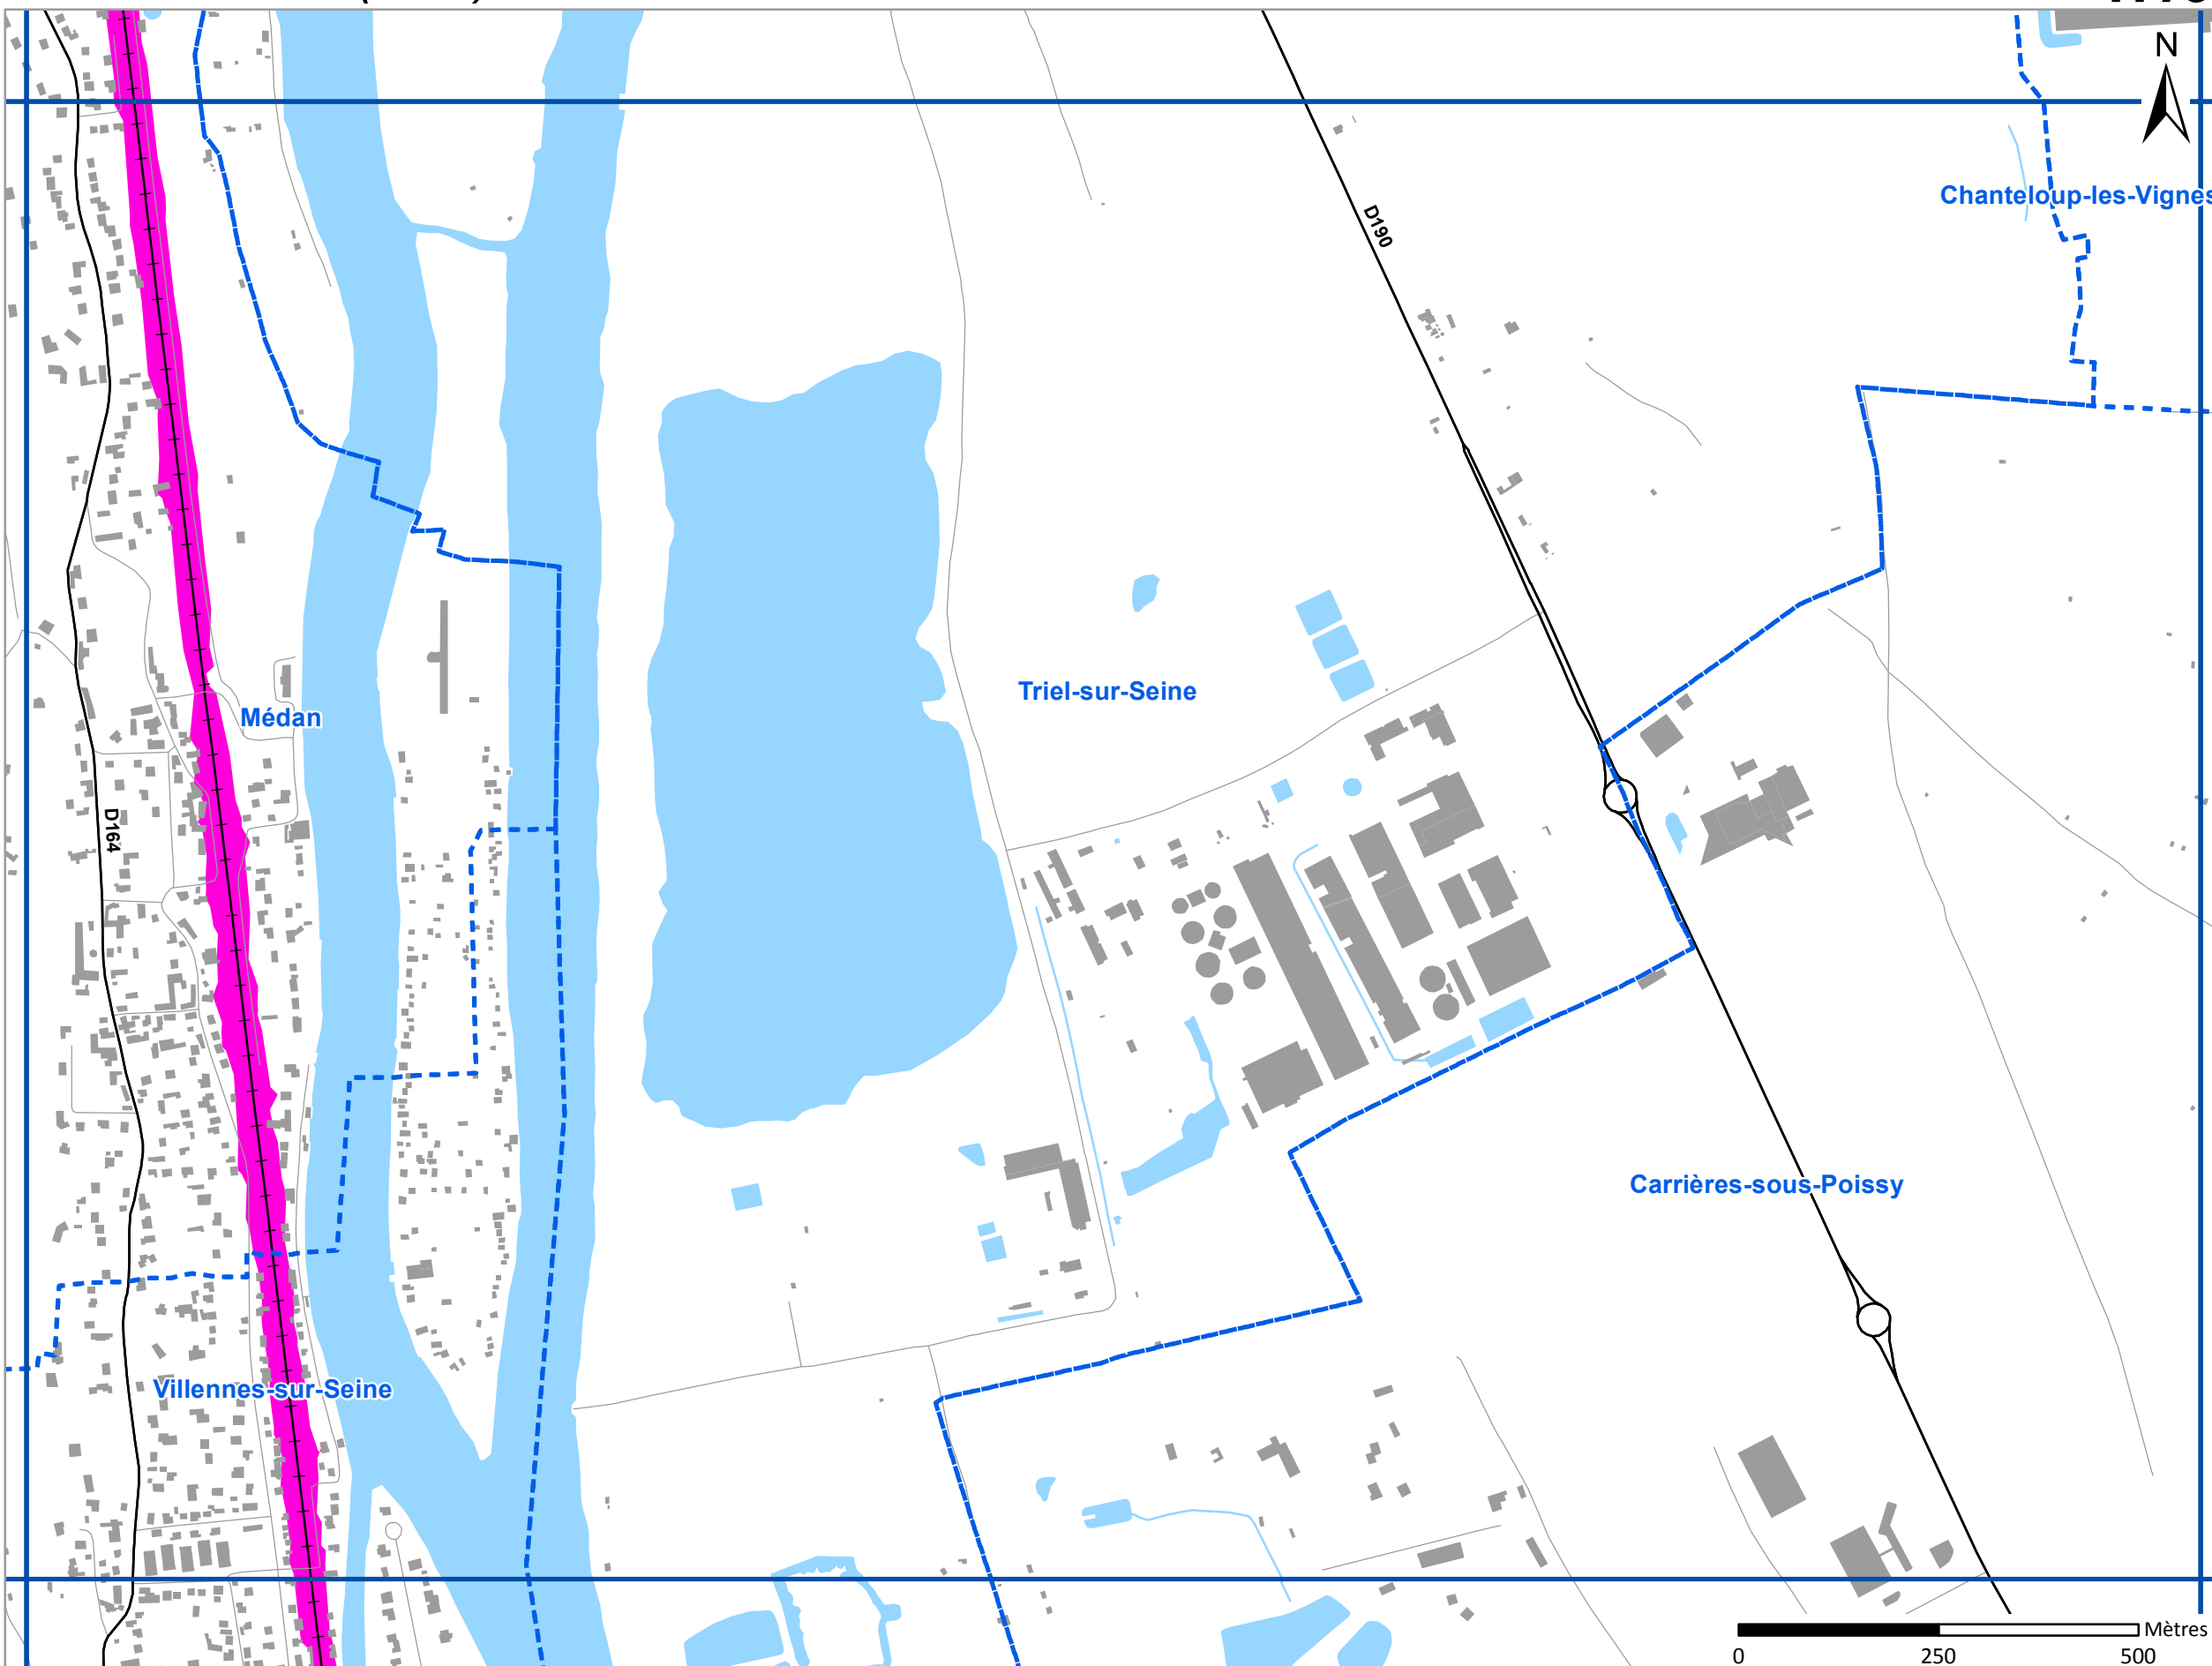 N
Chanteloup-les-Vignes
D190
Triel-sur-Seine
Médan
D164
Carrières-sous-Poissy
Villennes-sur-Seine
Mètres
0 250 500